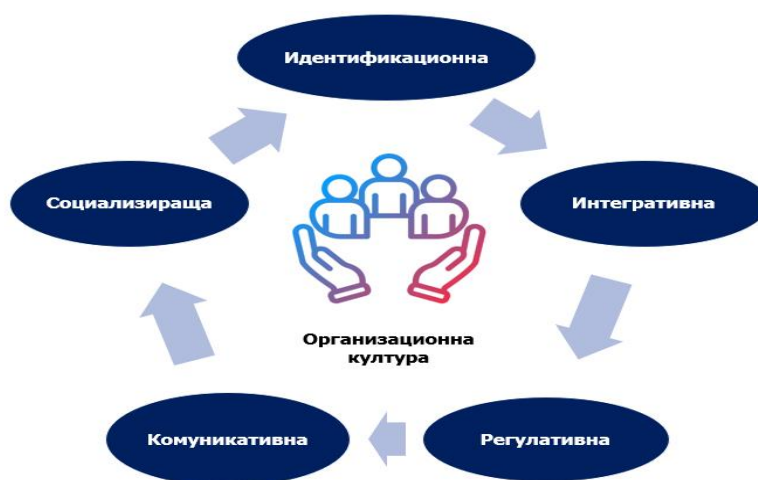 Идентификационна
Социализираща
Интегративна
Организационна
култура
Комуникативна
Регулативна